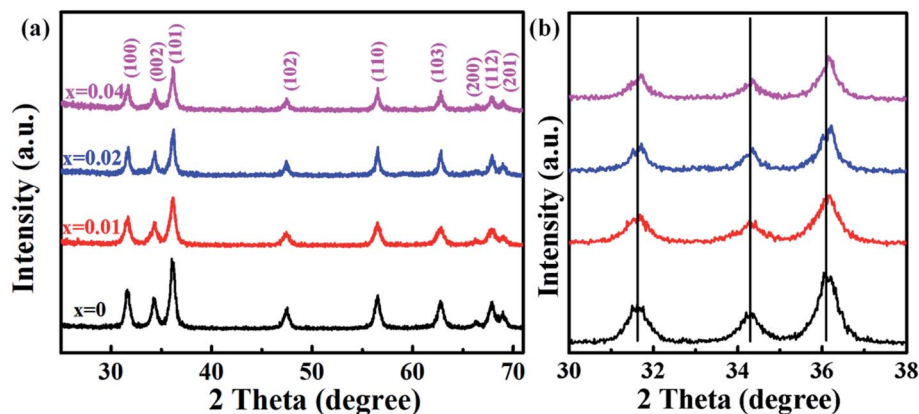 (a)
Intensity (a.u.)
(100)
(002)
(101)
(102)
(110)
(103)
(200)
(112)
(201)
x=0.04
x=0.02
x=0.01
x=0
30 40 50 60 70
2 Theta (degree)
(b)
Intensity (a.u.)
30 32 34 36 38
2 Theta (degree)